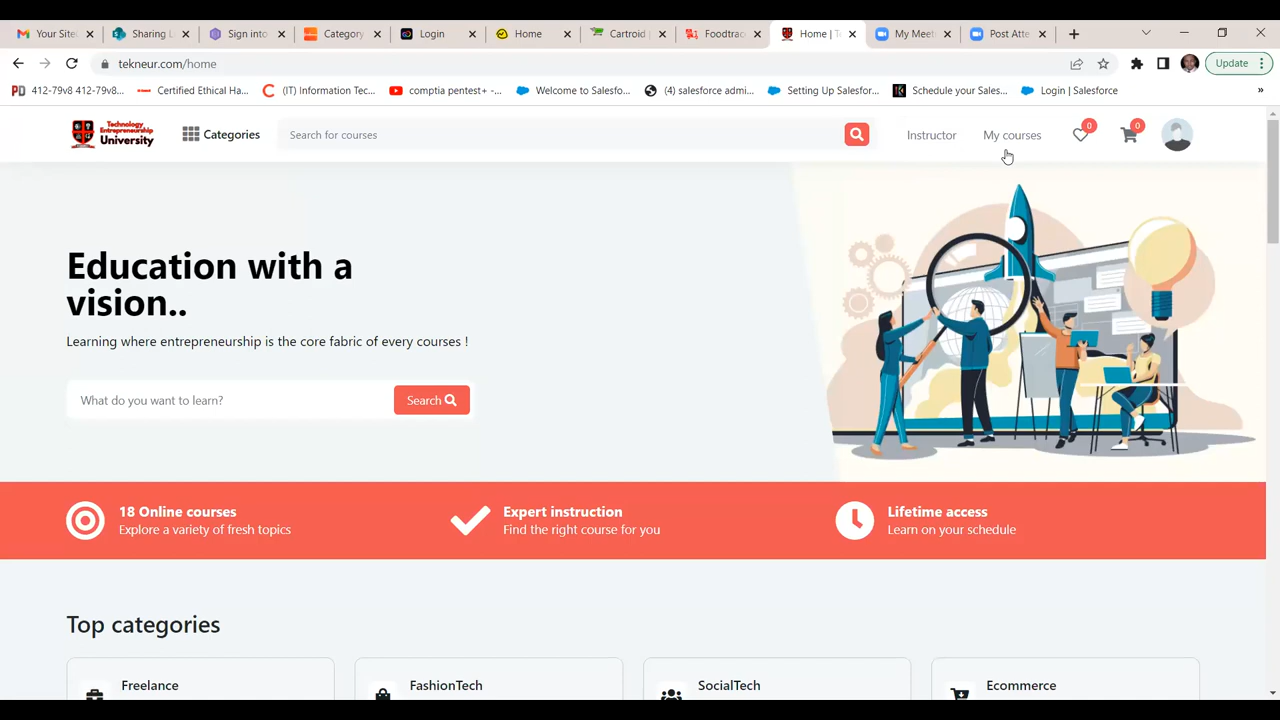 Your Site
Sharing L
Sign into
Category
Login
Home
Cartroid
Foodtra
Home | T
My Mee
Post Atte
tekneur.com/home
Update
412-79v8 412-79v8...
Certified Ethical Ha...
(IT) Information Tec...
comptia pentest+ -...
Welcome to Salesfo...
(4) salesforce admi...
Setting Up Salesfor...
Schedule your Sales...
Login | Salesforce
»
Technology
Entrepreneurship
University
Categories
Search for courses
Instructor
My courses
0
0
Education with a
vision..
Learning where entrepreneurship is the core fabric of every courses !
What do you want to learn?
Search
18 Online courses
Explore a variety of fresh topics
Expert instruction
Find the right course for you
Lifetime access
Learn on your schedule
Top categories
Freelance
FashionTech
SocialTech
Ecommerce